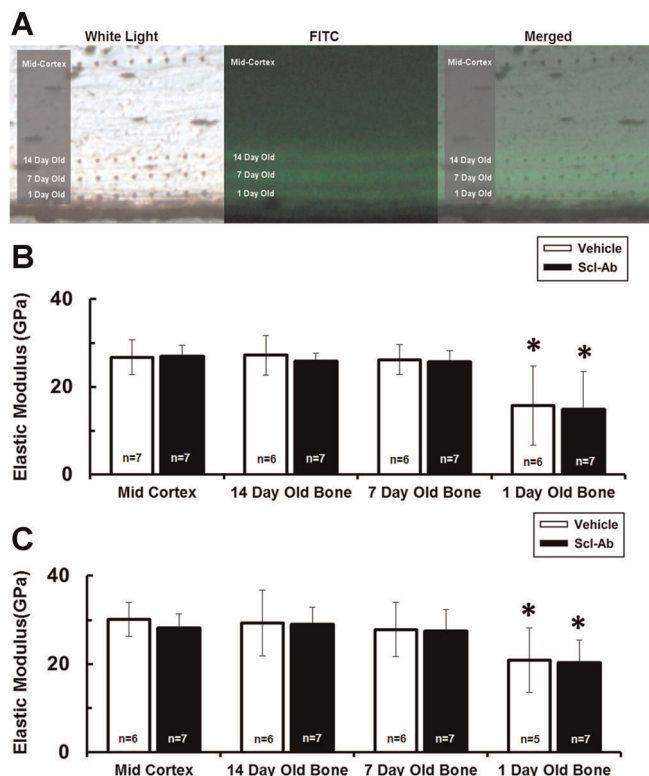 A
White Light FITC Merged
Mid-Cortex Mid-Cortex Mid-Cortex
14 Day Old 14 Day Old 14 Day Old
7 Day Old 7 Day Old 7 Day Old
1 Day Old 1 Day Old 1 Day Old
B
Vehicle
Scl-Ab
Elastic Modulus (GPa)
40
20
0
* *
n=7 n=7 n=6 n=7 n=6 n=7 n=6 n=7
Mid Cortex 14 Day Old Bone 7 Day Old Bone 1 Day Old Bone
C
Vehicle
Scl-Ab
Elastic Modulus(GPa)
40
20
0
* *
n=6 n=7 n=6 n=7 n=6 n=7 n=5 n=7
Mid Cortex 14 Day Old Bone 7 Day Old Bone 1 Day Old Bone